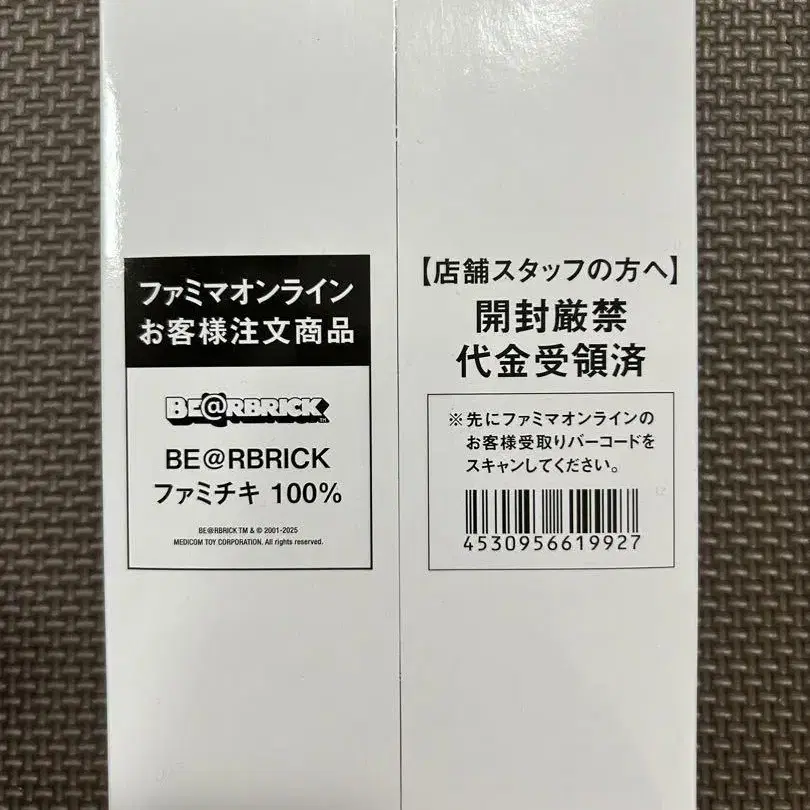 ファミマオンライン
お客様注文商品
BE@RBRICK
BE@RBRICK
ファミチキ 100%
BE@RBRICK TM & © 2001-2025
MEDICOM TOY CORPORATION. All rights reserved.
【店舗スタッフの方へ】
開封厳禁
代金受領済
※先にファミマオンラインの
お客様受取りバーコードを
スキャンしてください。
4530956619927